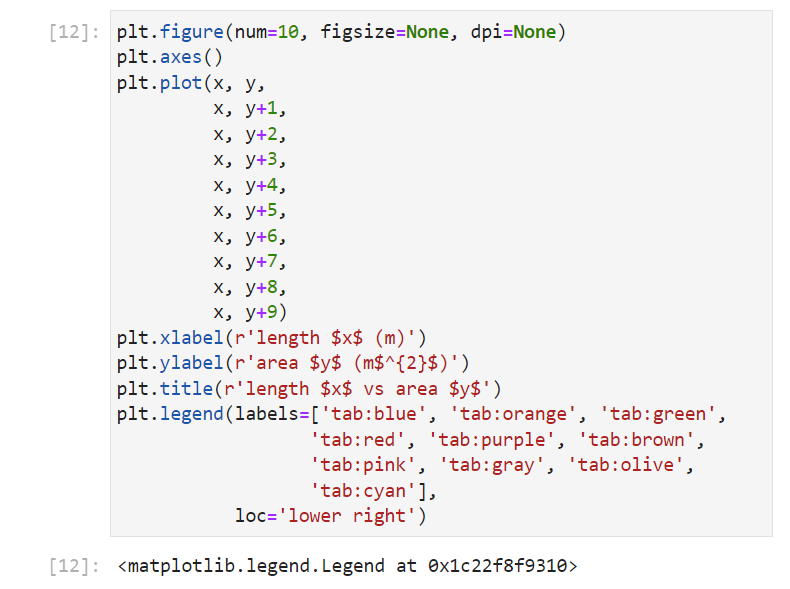 [12]: plt.figure(num=10, figsize=None, dpi=None)
plt.axes()
plt.plot(x, y,
x, y+1,
x, y+2,
x, y+3,
x, y+4,
x, y+5,
x, y+6,
x, y+7,
x, y+8,
x, y+9)
plt.xlabel(r'length $x$ (m)')
plt.ylabel(r'area $y$ (m$^{2}$)')
plt.title(r'length $x$ vs area $y$')
plt.legend(labels=['tab:blue', 'tab:orange', 'tab:green',
'tab:red', 'tab:purple', 'tab:brown',
'tab:pink', 'tab:gray', 'tab:olive',
'tab:cyan'],
loc='lower right')
[12]: <matplotlib.legend.Legend at 0x1c22f8f9310>